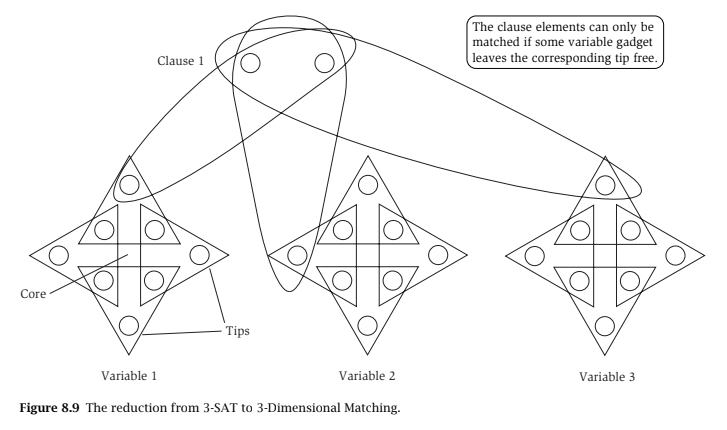 The clause elements can only be
matched if some variable gadget
leaves the corresponding tip free.
Clause 1
Core
Tips
Variable 1
Variable 2
Variable 3
Figure 8.9 The reduction from 3-SAT to 3-Dimensional Matching.